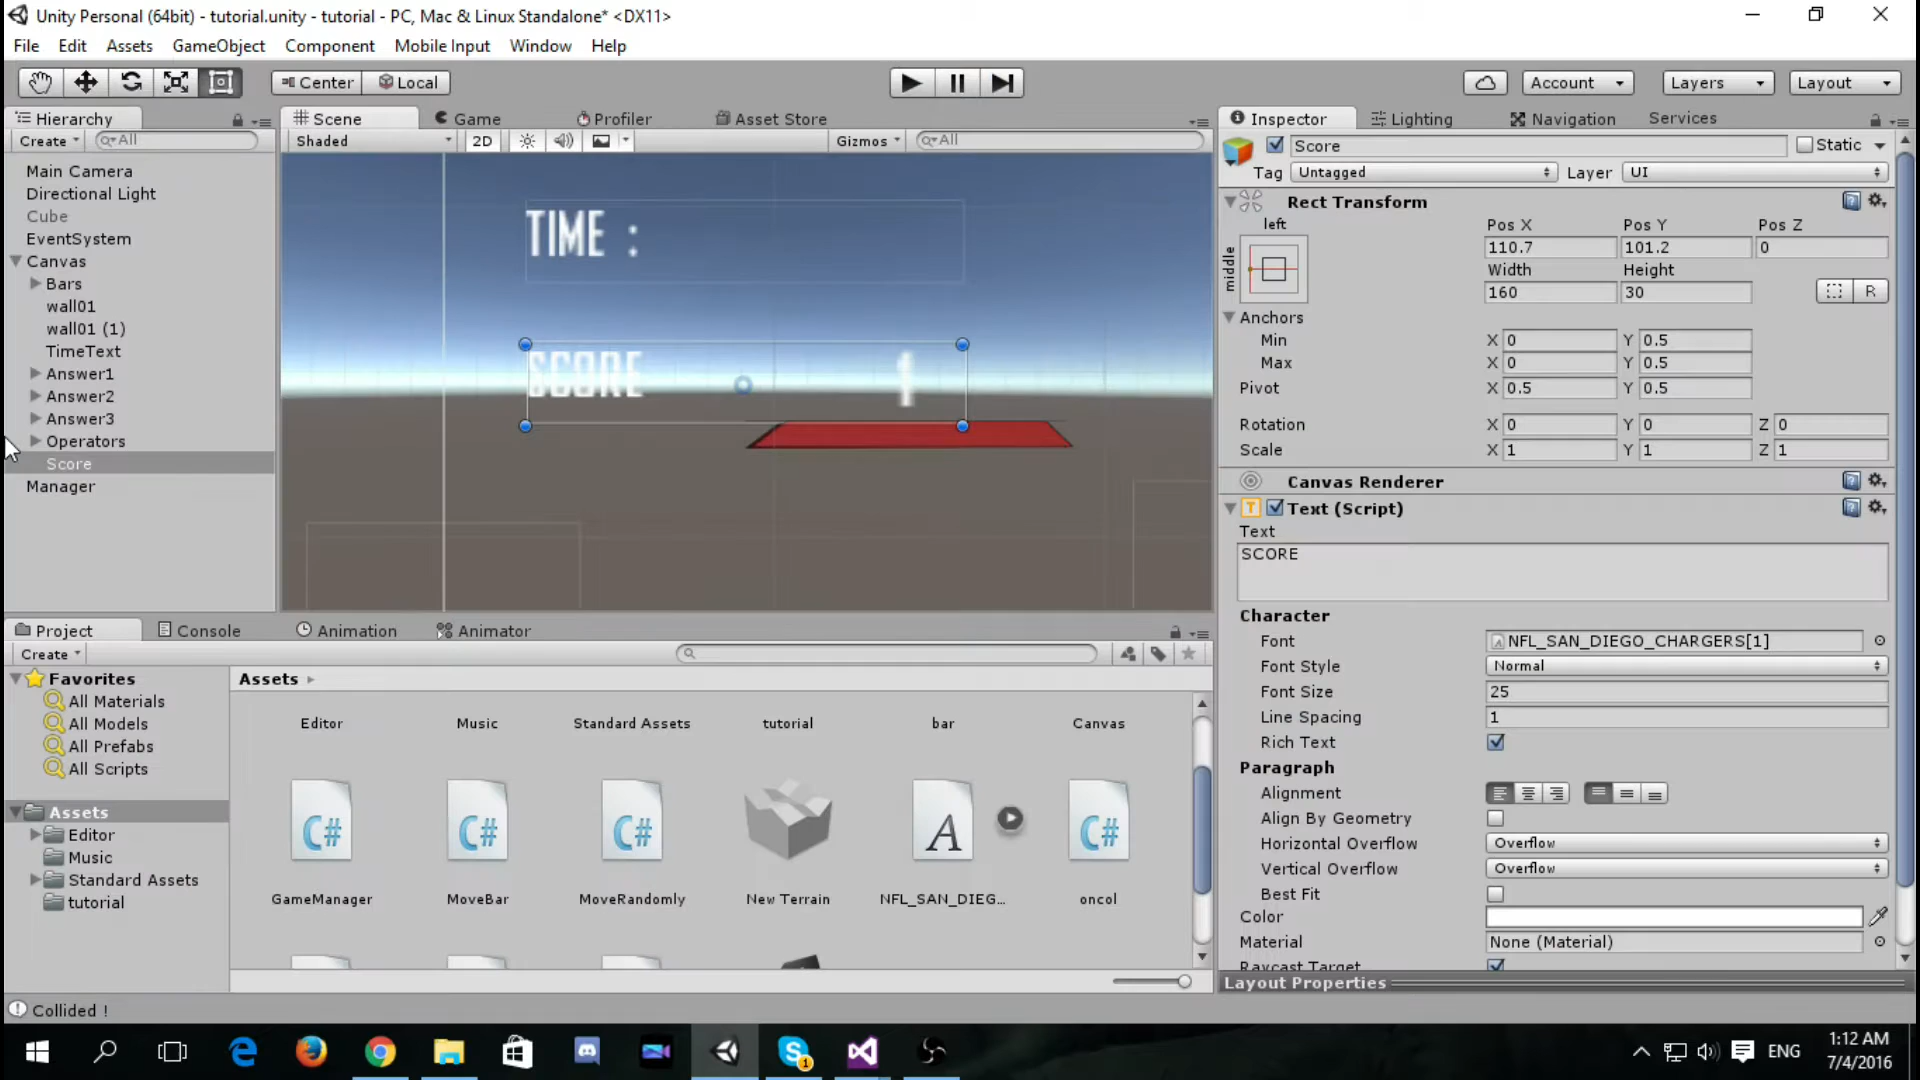 Unity Personal (64bit) - tutorial.unity - tutorial - PC, Mac & Linux Standalone* <DX11>
File Edit Assets GameObject Component Mobile Input Window Help
Center Local Account Layers Layout
Hierarchy Scene Game Profiler Asset Store Inspector Lighting Navigation Services
Create All Shaded 2D Gizmos All Score Static
Tag Untagged Layer UI
Main Camera
Directional Light
Cube
EventSystem
Canvas
Bars
wall01
wall01 (1)
TimeText
Answer1
Answer2
Answer3
Operators
Score
Manager
TIME :
SCORE
Rect Transform
left
middle
Pos X Pos Y Pos Z
110.7 101.2 0
Width Height
160 30
R
Anchors
Min X 0 Y 0.5
Max X 0 Y 0.5
Pivot X 0.5 Y 0.5
Rotation X 0 Y 0 Z 0
Scale X 1 Y 1 Z 1
Canvas Renderer
Text (Script)
Text
SCORE
Character
Font NFL_SAN_DIEGO_CHARGERS[1]
Font Style Normal
Font Size 25
Line Spacing 1
Rich Text
Paragraph
Alignment
Align By Geometry
Horizontal Overflow Overflow
Vertical Overflow Overflow
Best Fit
Color
Material None (Material)
Raycast Target
Layout Properties
Project Console Animation Animator
Create
Favorites
All Materials
All Models
All Prefabs
All Scripts
Assets
Editor
Music
Standard Assets
tutorial
Assets
Editor Music Standard Assets tutorial bar Canvas
C# C# C# A C#
GameManager MoveBar MoveRandomly New Terrain NFL_SAN_DIEG... oncol
Collided !
1 ENG 1:12 AM
7/4/2016